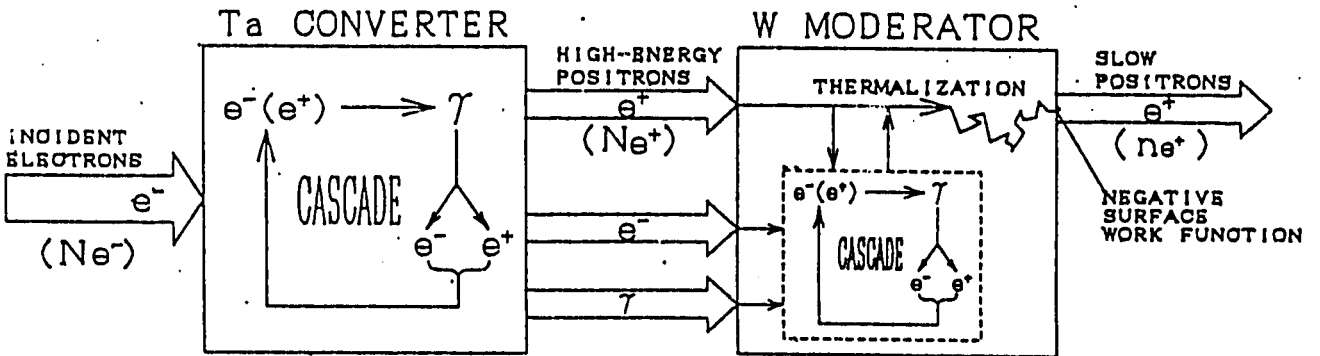 Ta CONVERTER
W MODERATOR
INCIDENT
ELECTRONS
e⁻
(Ne⁻)
e⁻(e⁺)
γ
CASCADE
e⁻
e⁺
HIGH-ENERGY
POSITRONS
e⁺
(Ne⁺)
e⁻
γ
THERMALIZATION
e⁻(e⁺)
γ
CASCADE
e⁻
e⁺
SLOW
POSITRONS
e⁺
(ne⁺)
NEGATIVE
SURFACE
WORK FUNCTION